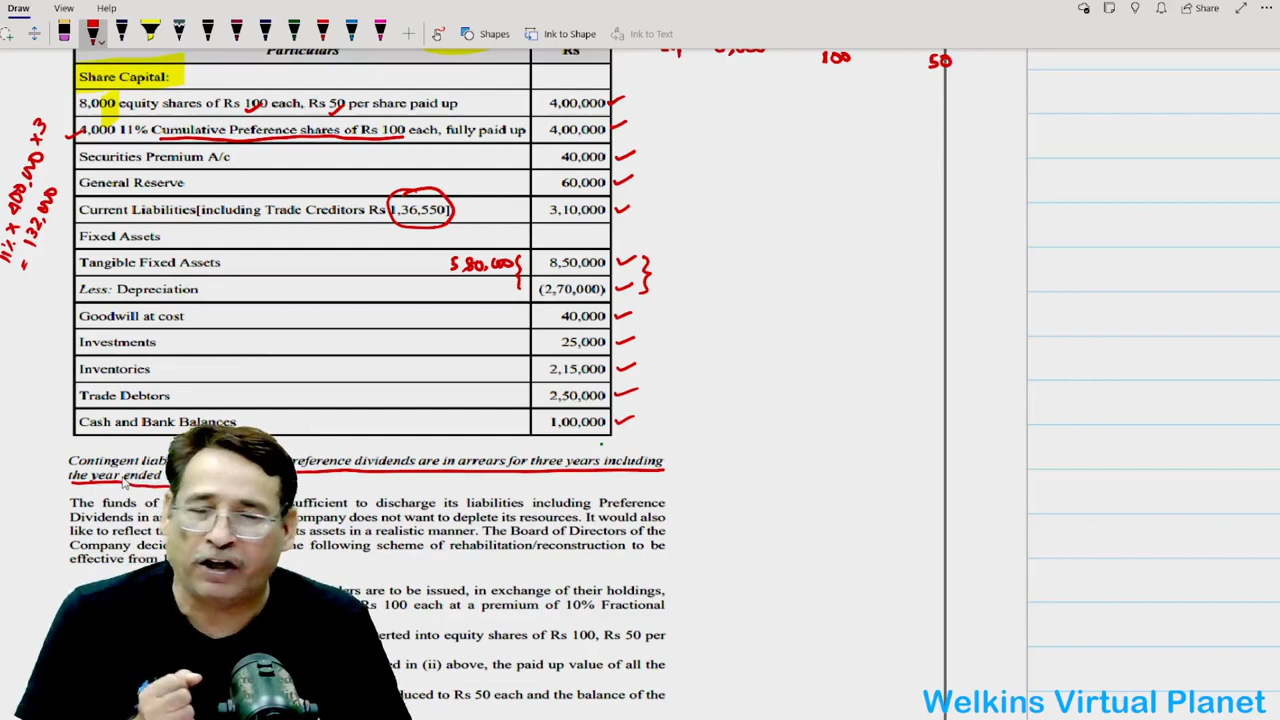 Draw View Help
Share
Shapes Ink to Shape Ink to Text
Particulars Rs
100 50
Share Capital:
8,000 equity shares of Rs 100 each, Rs 50 per share paid up 4,00,000
4,000 11% Cumulative Preference shares of Rs 100 each, fully paid up 4,00,000
Securities Premium A/c 40,000
General Reserve 60,000
Current Liabilities[including Trade Creditors Rs 1,36,550] 3,10,000
Fixed Assets
Tangible Fixed Assets 580,000 8,50,000
Less: Depreciation (2,70,000)
Goodwill at cost 40,000
Investments 25,000
Inventories 2,15,000
Trade Debtors 2,50,000
Cash and Bank Balances 1,00,000
11% x 400,000 x 3
= 132,000
Contingent reference dividends are in arrears for three years including
the year ended
The funds of sufficient to discharge its liabilities including Preference
Dividends in company does not want to deplete its resources. It would also
like to reflect its assets in a realistic manner. The Board of Directors of the
Company the following scheme of rehabilitation/reconstruction to be
effective from
are to be issued, in exchange of their holdings,
Rs 100 each at a premium of 10% Fractional
into equity shares of Rs 100, Rs 50 per
in (ii) above, the paid up value of all the
to Rs 50 each and the balance of the
Welkins Virtual Planet